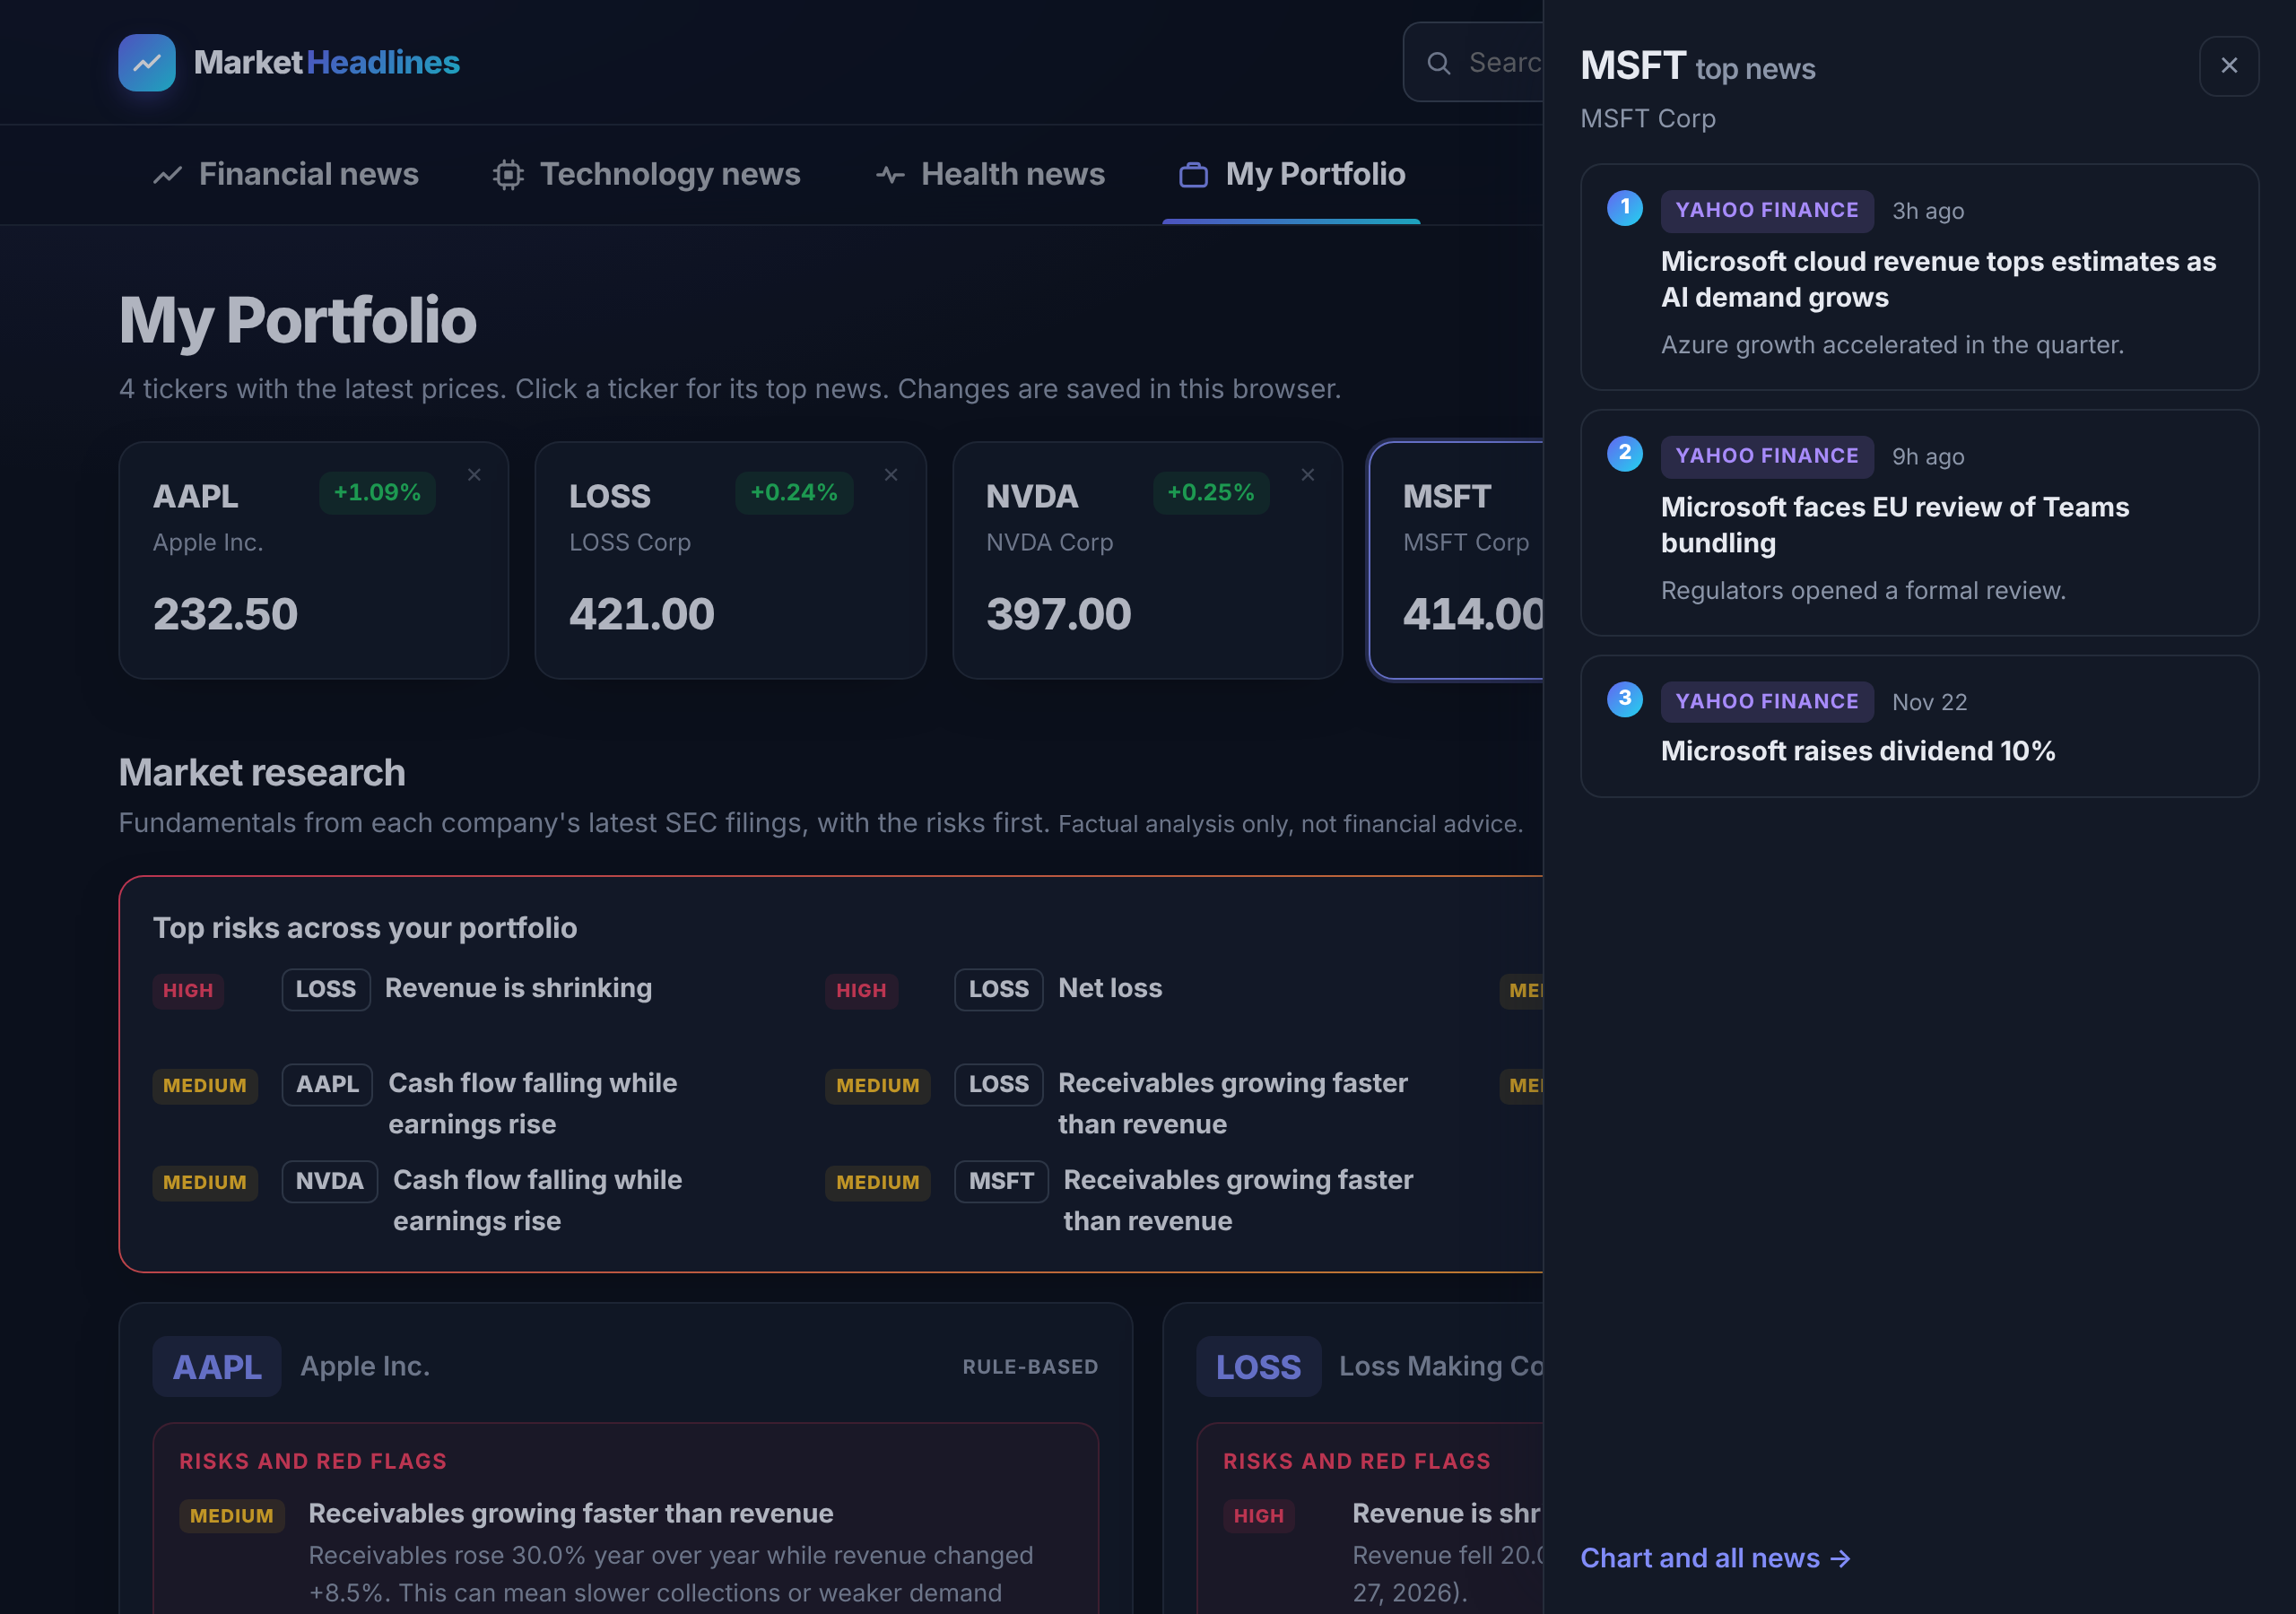 MarketHeadlines
Financial news
Technology news
Health news
My Portfolio
My Portfolio
4 tickers with the latest prices. Click a ticker for its top news. Changes are saved in this browser.
AAPL +1.09% ×
Apple Inc.
232.50
LOSS +0.24% ×
LOSS Corp
421.00
NVDA +0.25% ×
NVDA Corp
397.00
MSFT
MSFT Corp
414.00
Market research
Fundamentals from each company's latest SEC filings, with the risks first. Factual analysis only, not financial advice.
Top risks across your portfolio
HIGH LOSS Revenue is shrinking
HIGH LOSS Net loss
MEDIUM AAPL Cash flow falling while
earnings rise
MEDIUM LOSS Receivables growing faster
than revenue
MEDIUM NVDA Cash flow falling while
earnings rise
MEDIUM MSFT Receivables growing faster
than revenue
AAPL Apple Inc. RULE-BASED
RISKS AND RED FLAGS
MEDIUM Receivables growing faster than revenue
Receivables rose 30.0% year over year while revenue changed
+8.5%. This can mean slower collections or weaker demand
LOSS Loss Making
RISKS AND RED FLAGS
HIGH Revenue is
Revenue fell
27, 2026).
MSFT top news ×
MSFT Corp
1 YAHOO FINANCE 3h ago
Microsoft cloud revenue tops estimates as
AI demand grows
Azure growth accelerated in the quarter.
2 YAHOO FINANCE 9h ago
Microsoft faces EU review of Teams
bundling
Regulators opened a formal review.
3 YAHOO FINANCE Nov 22
Microsoft raises dividend 10%
Chart and all news →